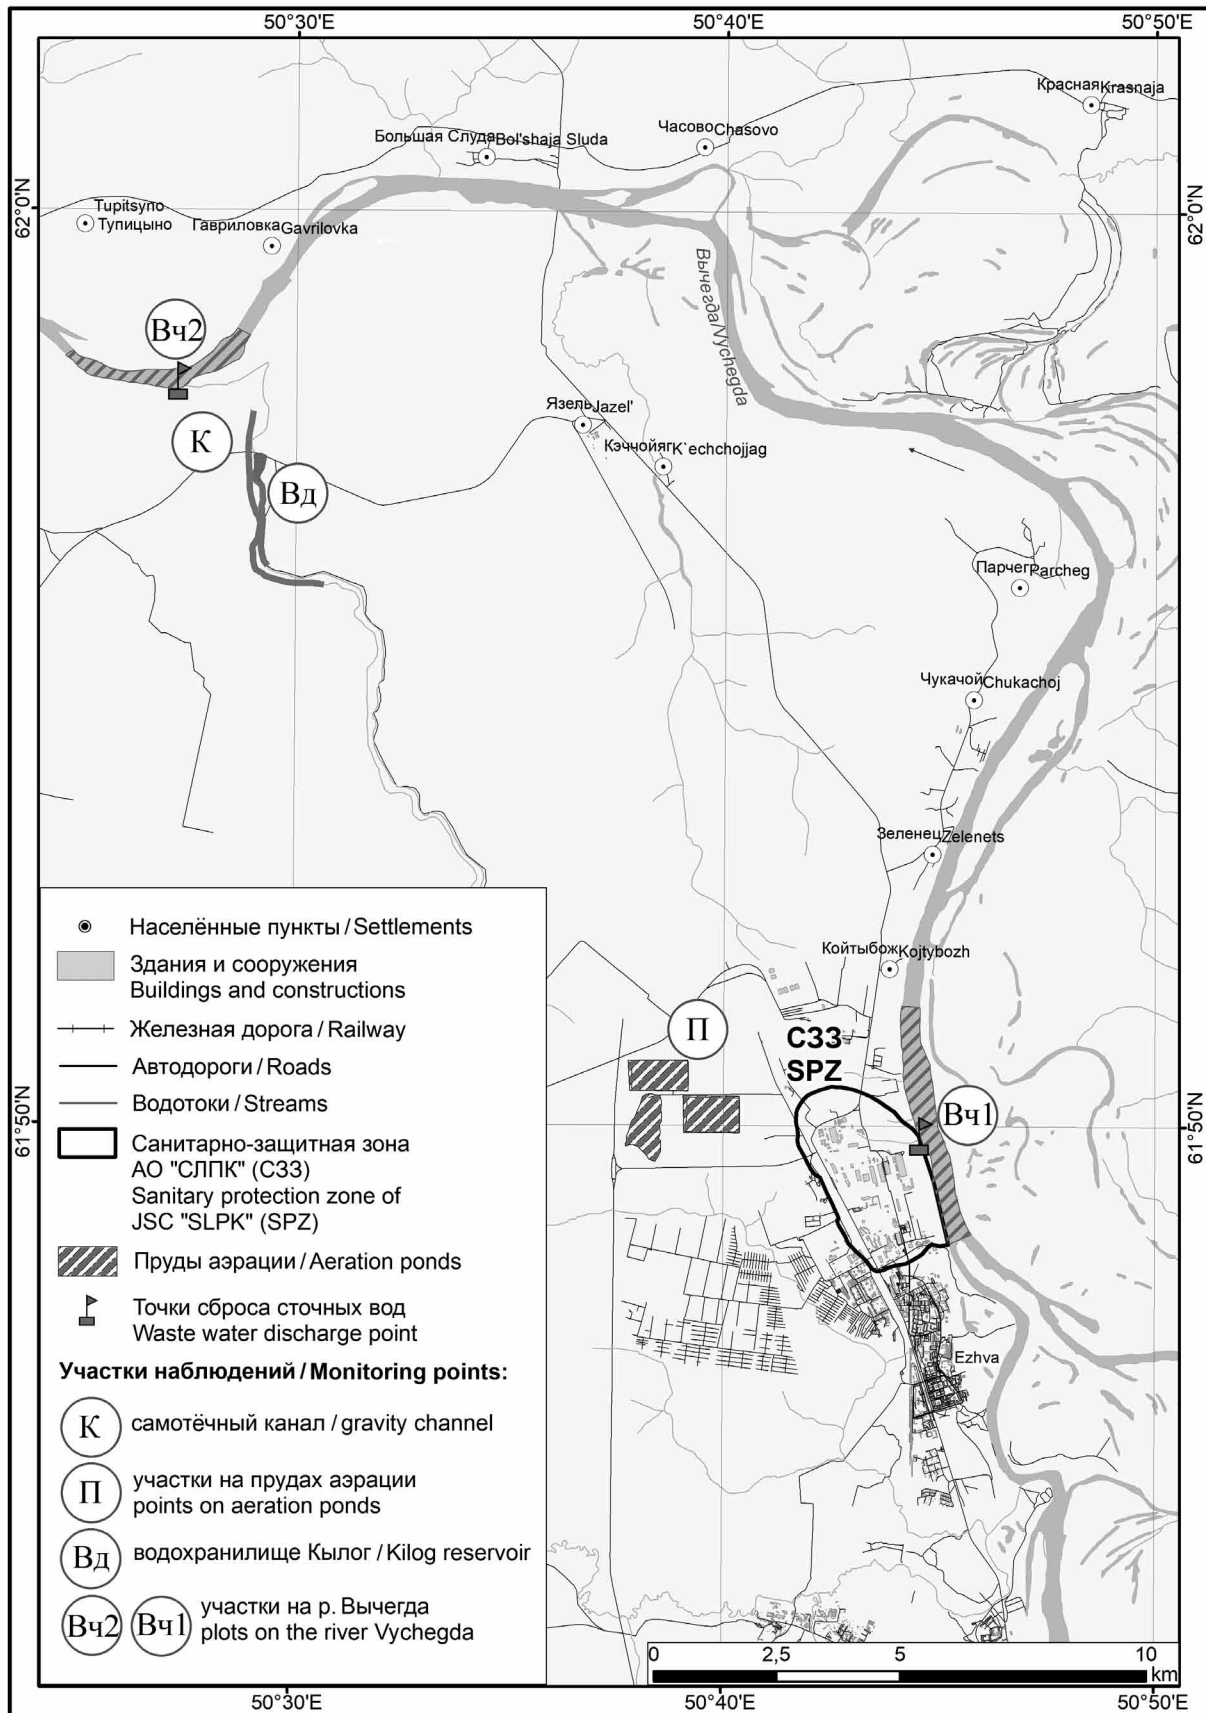 50°30'E
50°40'E
50°50'E
Красная Krasnaja
Часово Chasovo
Большая Слуда Bol'shaja Sluda
62°0'N
62°0'N
Tupitsyno
Тупицыно
Гавриловка Gavrilovka
Вычегда/Vychegda
Вч2
К
Вд
Язель Jazel'
Кэччойяг K`echchojjag
Парчег Parcheg
Чукачой Chukachoj
Зеленец Zelenets
Койтыбож Kojtybozh
П
СЗЗ
SPZ
Вч1
61°50'N
61°50'N
Ezhva
Населённые пункты / Settlements
Здания и сооружения
Buildings and constructions
Железная дорога / Railway
Автодороги / Roads
Водотоки / Streams
Санитарно-защитная зона
АО "СЛПК" (СЗЗ)
Sanitary protection zone of
JSC "SLPK" (SPZ)
Пруды аэрации / Aeration ponds
Точки сброса сточных вод
Waste water discharge point
Участки наблюдений / Monitoring points:
К самотёчный канал / gravity channel
П участки на прудах аэрации
points on aeration ponds
Вд водохранилище Кылог / Kilog reservoir
Вч2 Вч1 участки на р. Вычегда
plots on the river Vychegda
0 2,5 5 10
km
50°30'E
50°40'E
50°50'E